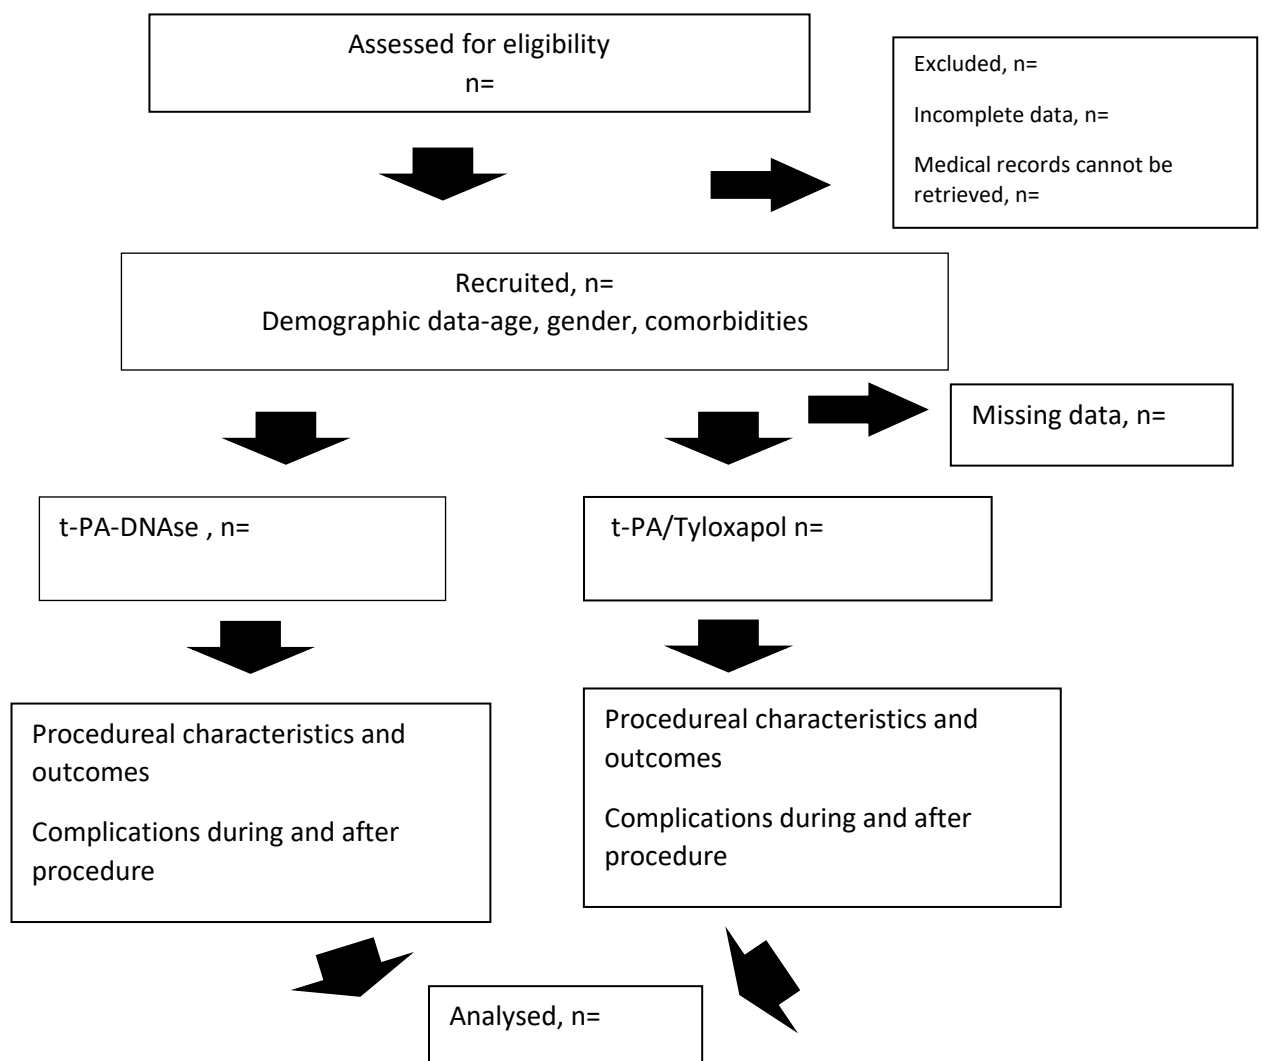 Assessed for eligibility
n=
Excluded, n=
Incomplete data, n=
Medical records cannot be
retrieved, n=
Recruited, n=
Demographic data-age, gender, comorbidities
Missing data, n=
t-PA-DNAse , n=
t-PA/Tyloxapol n=
Procedureal characteristics and
outcomes
Complications during and after
procedure
Procedureal characteristics and
outcomes
Complications during and after
procedure
Analysed, n=